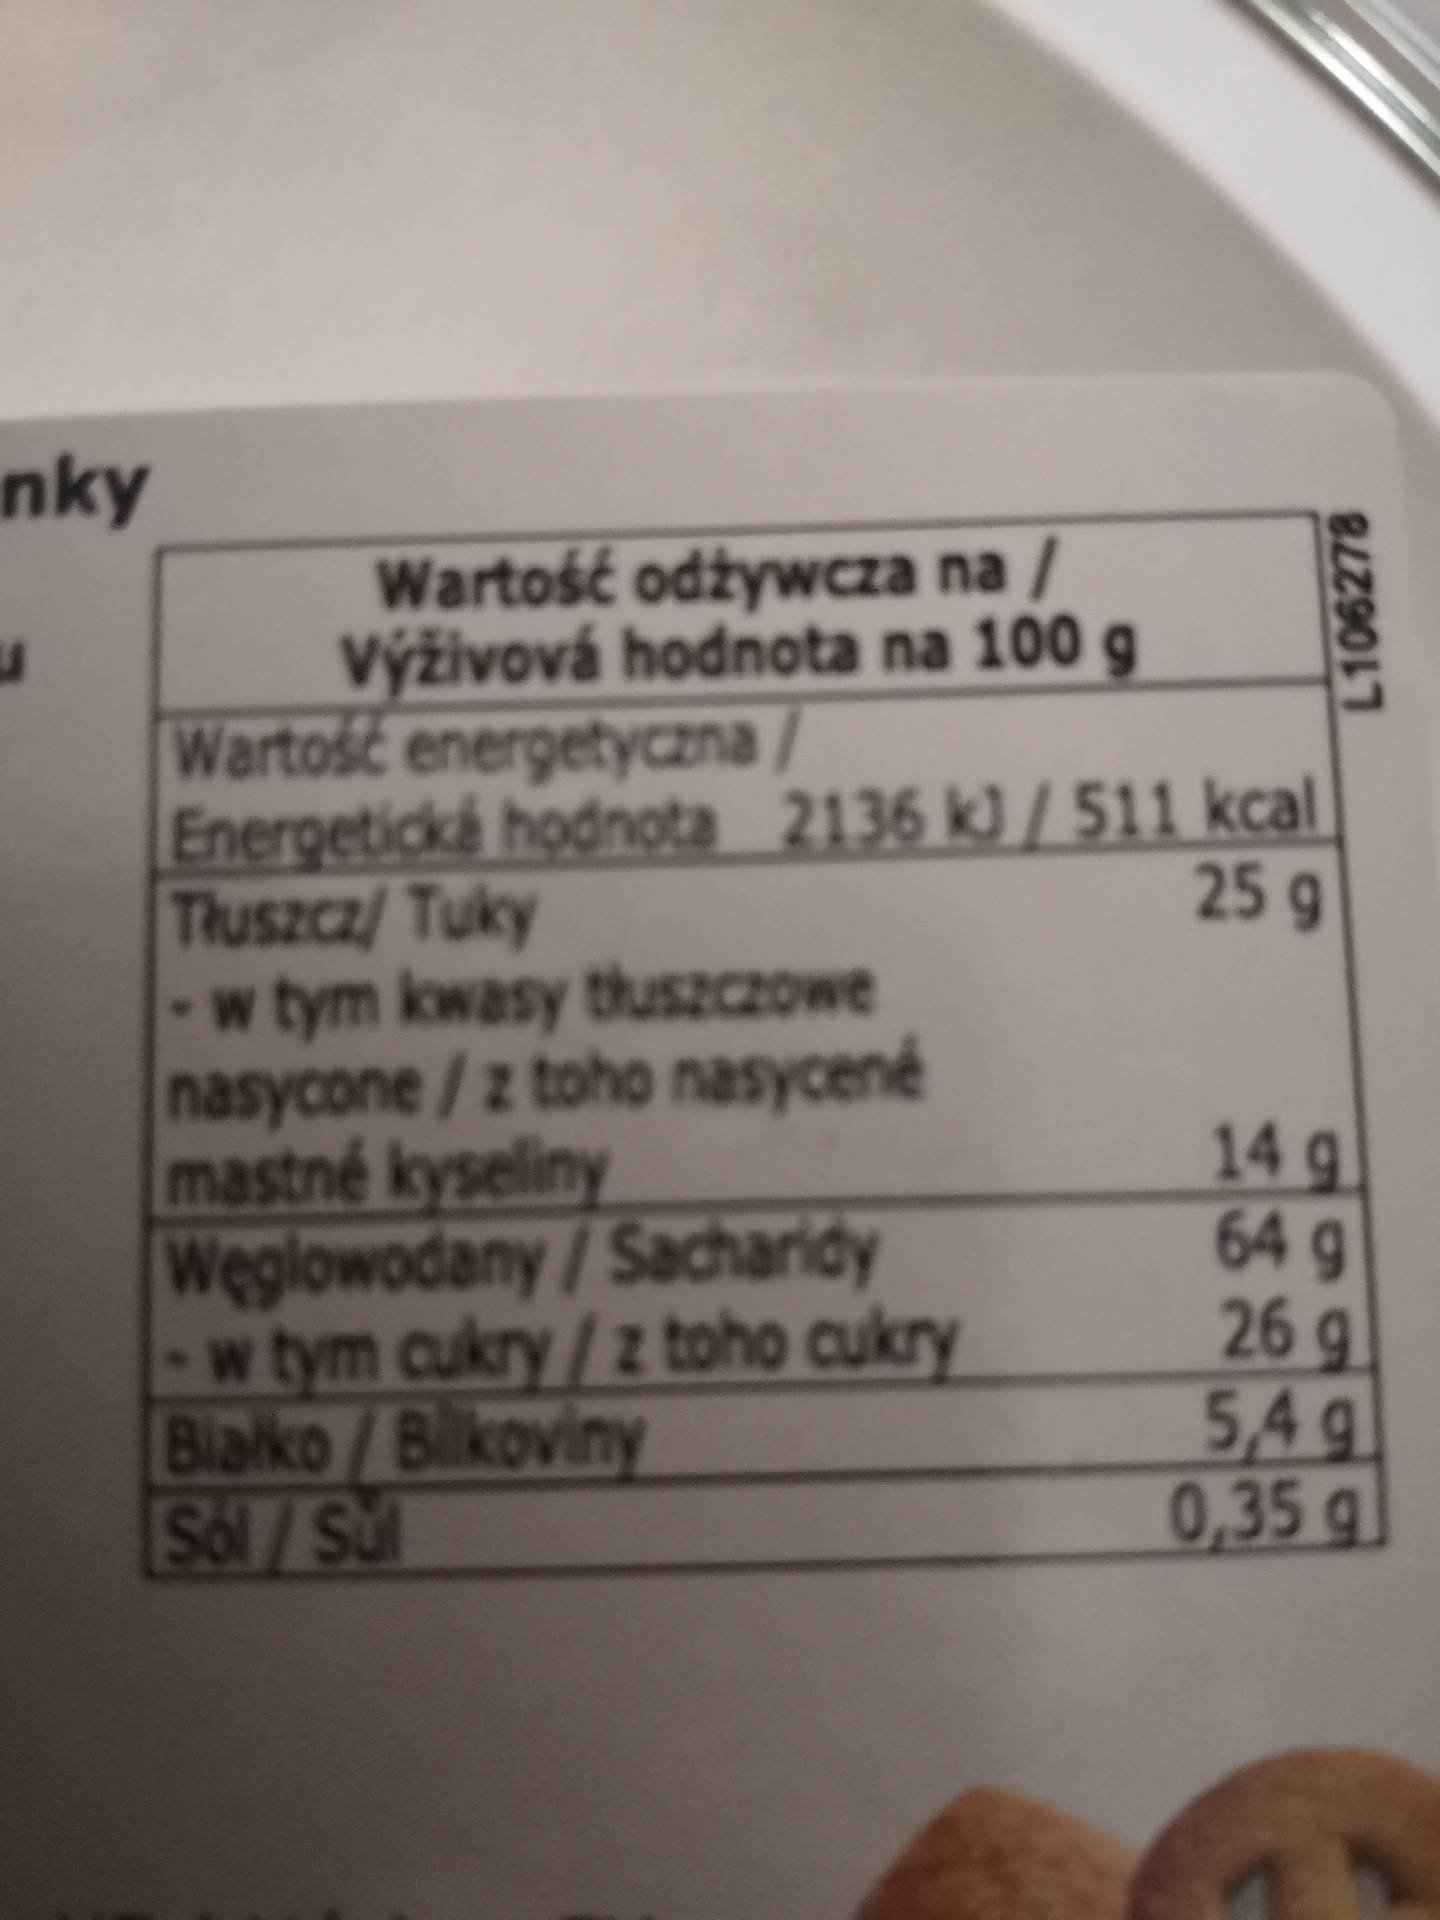 nky
u
Wartość odżywcza na /
Výživová hodnota na 100 g
L106278
Wartość energetyczna /
Energetická hodnota 2136 kJ / 511 kcal
Tłuszcz/ Tuky 25 g
- w tym kwasy tłuszczowe
nasycone / z toho nasycené
mastné kyseliny 14 g
Węglowodany / Sacharidy 64 g
- w tym cukry / z toho cukry 26 g
Białko / Bílkoviny 5,4 g
Sól / Sůl 0,35 g